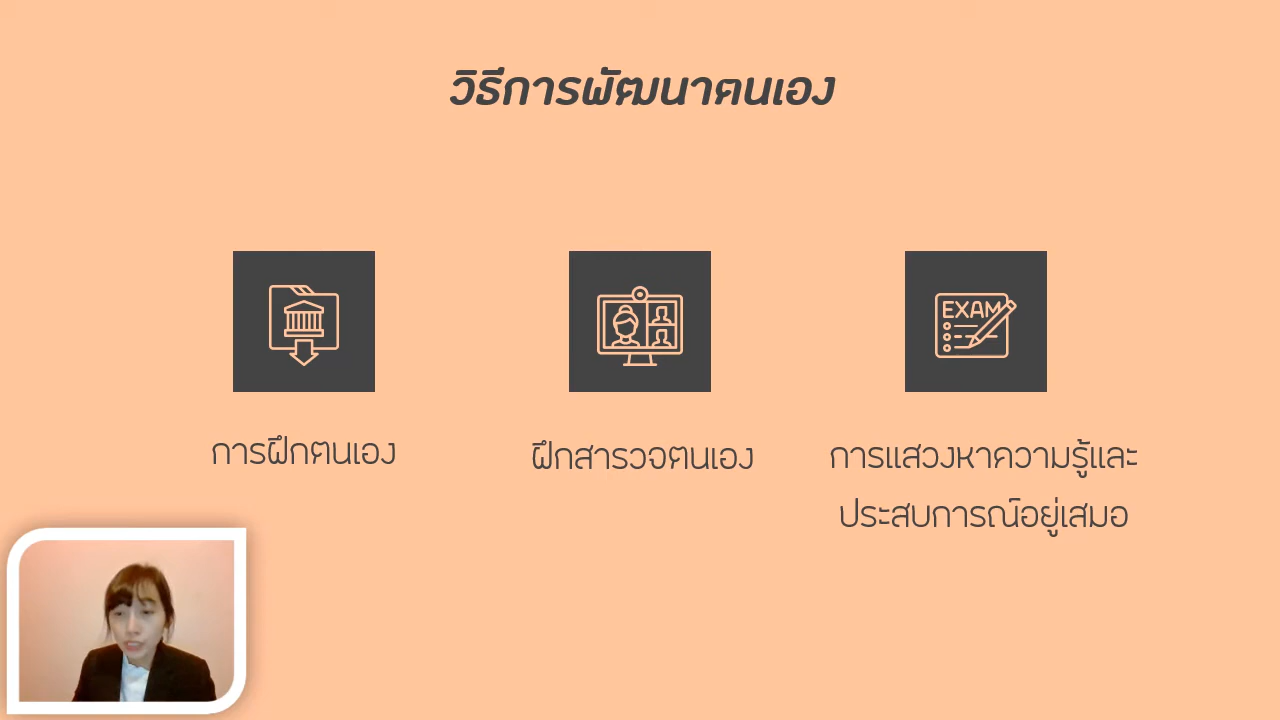 วิธีการพัฒนาตนเอง
EXAM
การฝึกตนเอง
ฝึกสารวจตนเอง
การแสวงหาความรู้และ
ประสบการณ์อยู่เสมอ